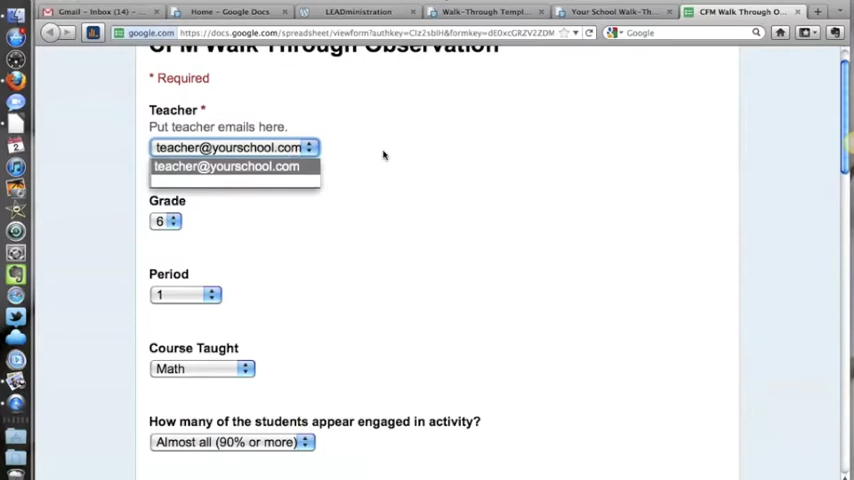 Gmail - Inbox (14) -
Home - Google Docs
LEADministration
Walk-Through Templ...
Your School Walk-Th...
CFM Walk Through O...
google.com
https://docs.google.com/spreadsheet/viewform?authkey=
Google
CFM Walk Through Observation
* Required
Teacher *
Put teacher emails here.
teacher@yourschool.com
teacher@yourschool.com
Grade
6
Period
1
Course Taught
Math
How many of the students appear engaged in activity?
Almost all (90% or more)